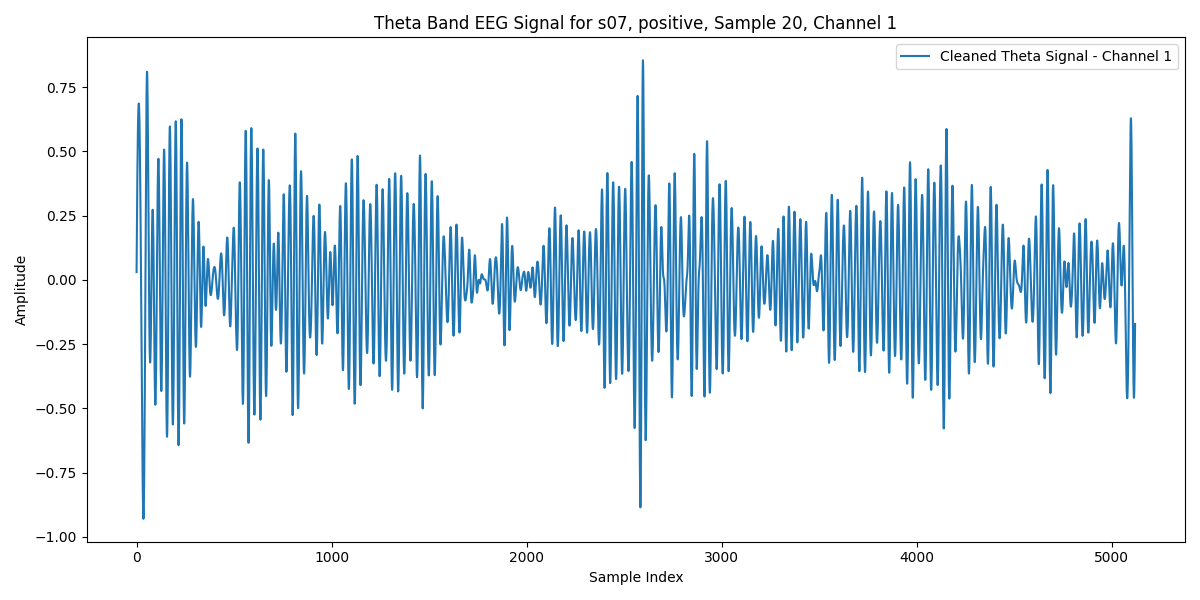 Theta Band EEG Signal for s07, positive, Sample 20, Channel 1
Cleaned Theta Signal - Channel 1
Amplitude
0.75
0.50
0.25
0.00
−0.25
−0.50
−0.75
−1.00
0 1000 2000 3000 4000 5000
Sample Index